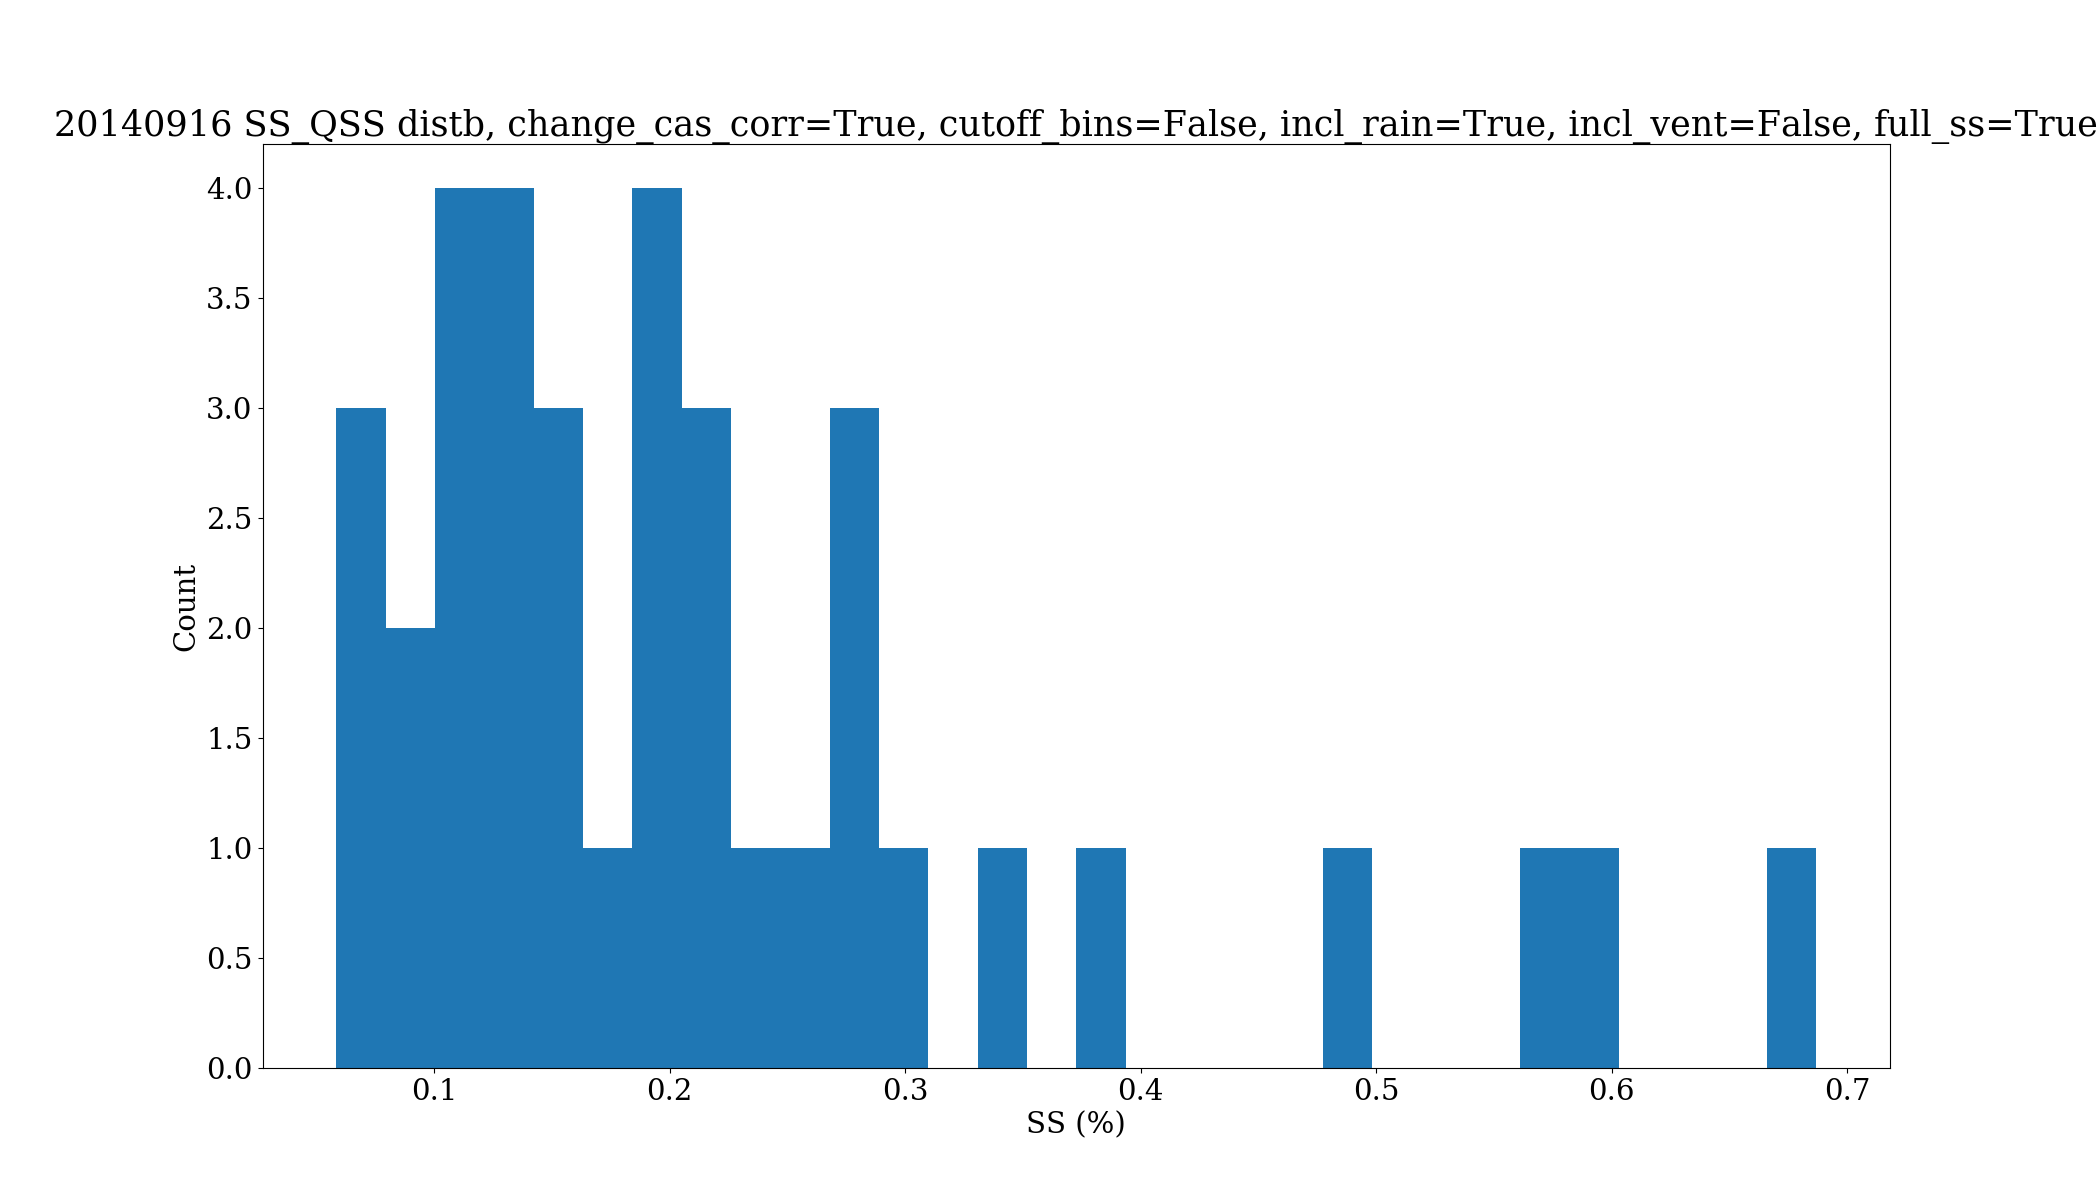 20140916 SS_QSS distb, change_cas_corr=True, cutoff_bins=False, incl_rain=True, incl_vent=False, full_ss=True
4.0
3.5
3.0
2.5
2.0
1.5
1.0
0.5
0.0
Count
0.1 0.2 0.3 0.4 0.5 0.6 0.7
SS (%)